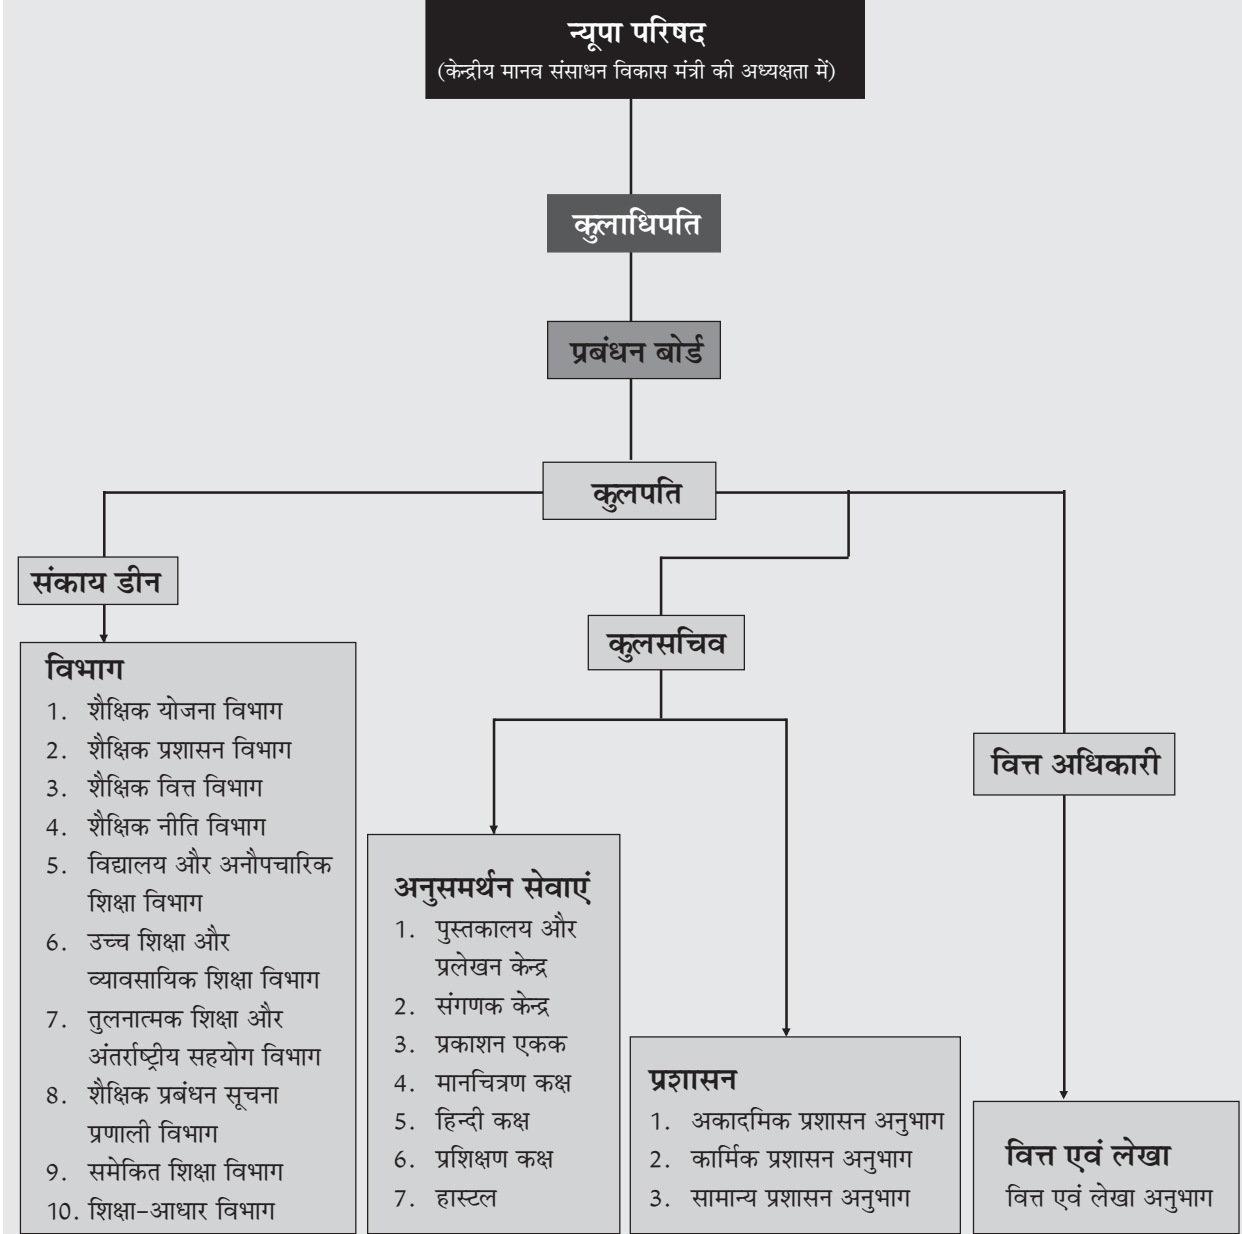 न्यूपा परिषद
(केन्द्रीय मानव संसाधन विकास मंत्री की अध्यक्षता में)
कुलाधिपति
प्रबंधन बोर्ड
कुलपति
संकाय डीन
विभाग
1. शैक्षिक योजना विभाग
2. शैक्षिक प्रशासन विभाग
3. शैक्षिक वित्त विभाग
4. शैक्षिक नीति विभाग
5. विद्यालय और अनौपचारिक
शिक्षा विभाग
6. उच्च शिक्षा और
व्यावसायिक शिक्षा विभाग
7. तुलनात्मक शिक्षा और
अंतर्राष्ट्रीय सहयोग विभाग
8. शैक्षिक प्रबंधन सूचना
प्रणाली विभाग
9. समेकित शिक्षा विभाग
10. शिक्षा-आधार विभाग
कुलसचिव
अनुसमर्थन सेवाएं
1. पुस्तकालय और
प्रलेखन केन्द्र
2. संगणक केन्द्र
3. प्रकाशन एकक
4. मानचित्रण कक्ष
5. हिन्दी कक्ष
6. प्रशिक्षण कक्ष
7. हास्टल
प्रशासन
1. अकादमिक प्रशासन अनुभाग
2. कार्मिक प्रशासन अनुभाग
3. सामान्य प्रशासन अनुभाग
वित्त अधिकारी
वित्त एवं लेखा
वित्त एवं लेखा अनुभाग